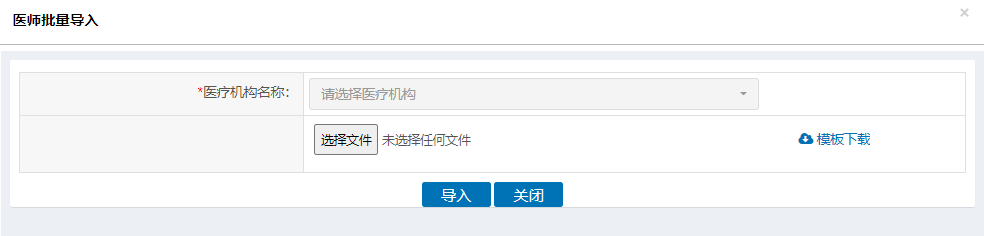 医师批量导入
×
*医疗机构名称：
请选择医疗机构
选择文件 未选择任何文件
模板下载
导入
关闭